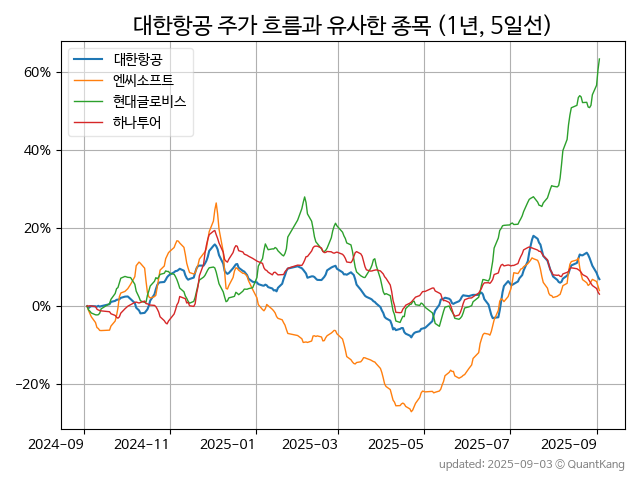 대한항공 주가 흐름과 유사한 종목 (1년, 5일선)
대한항공
엔씨소프트
현대글로비스
하나투어
60%
40%
20%
0%
−20%
2024-09 2024-11 2025-01 2025-03 2025-05 2025-07 2025-09
updated: 2025-09-03 © QuantKang